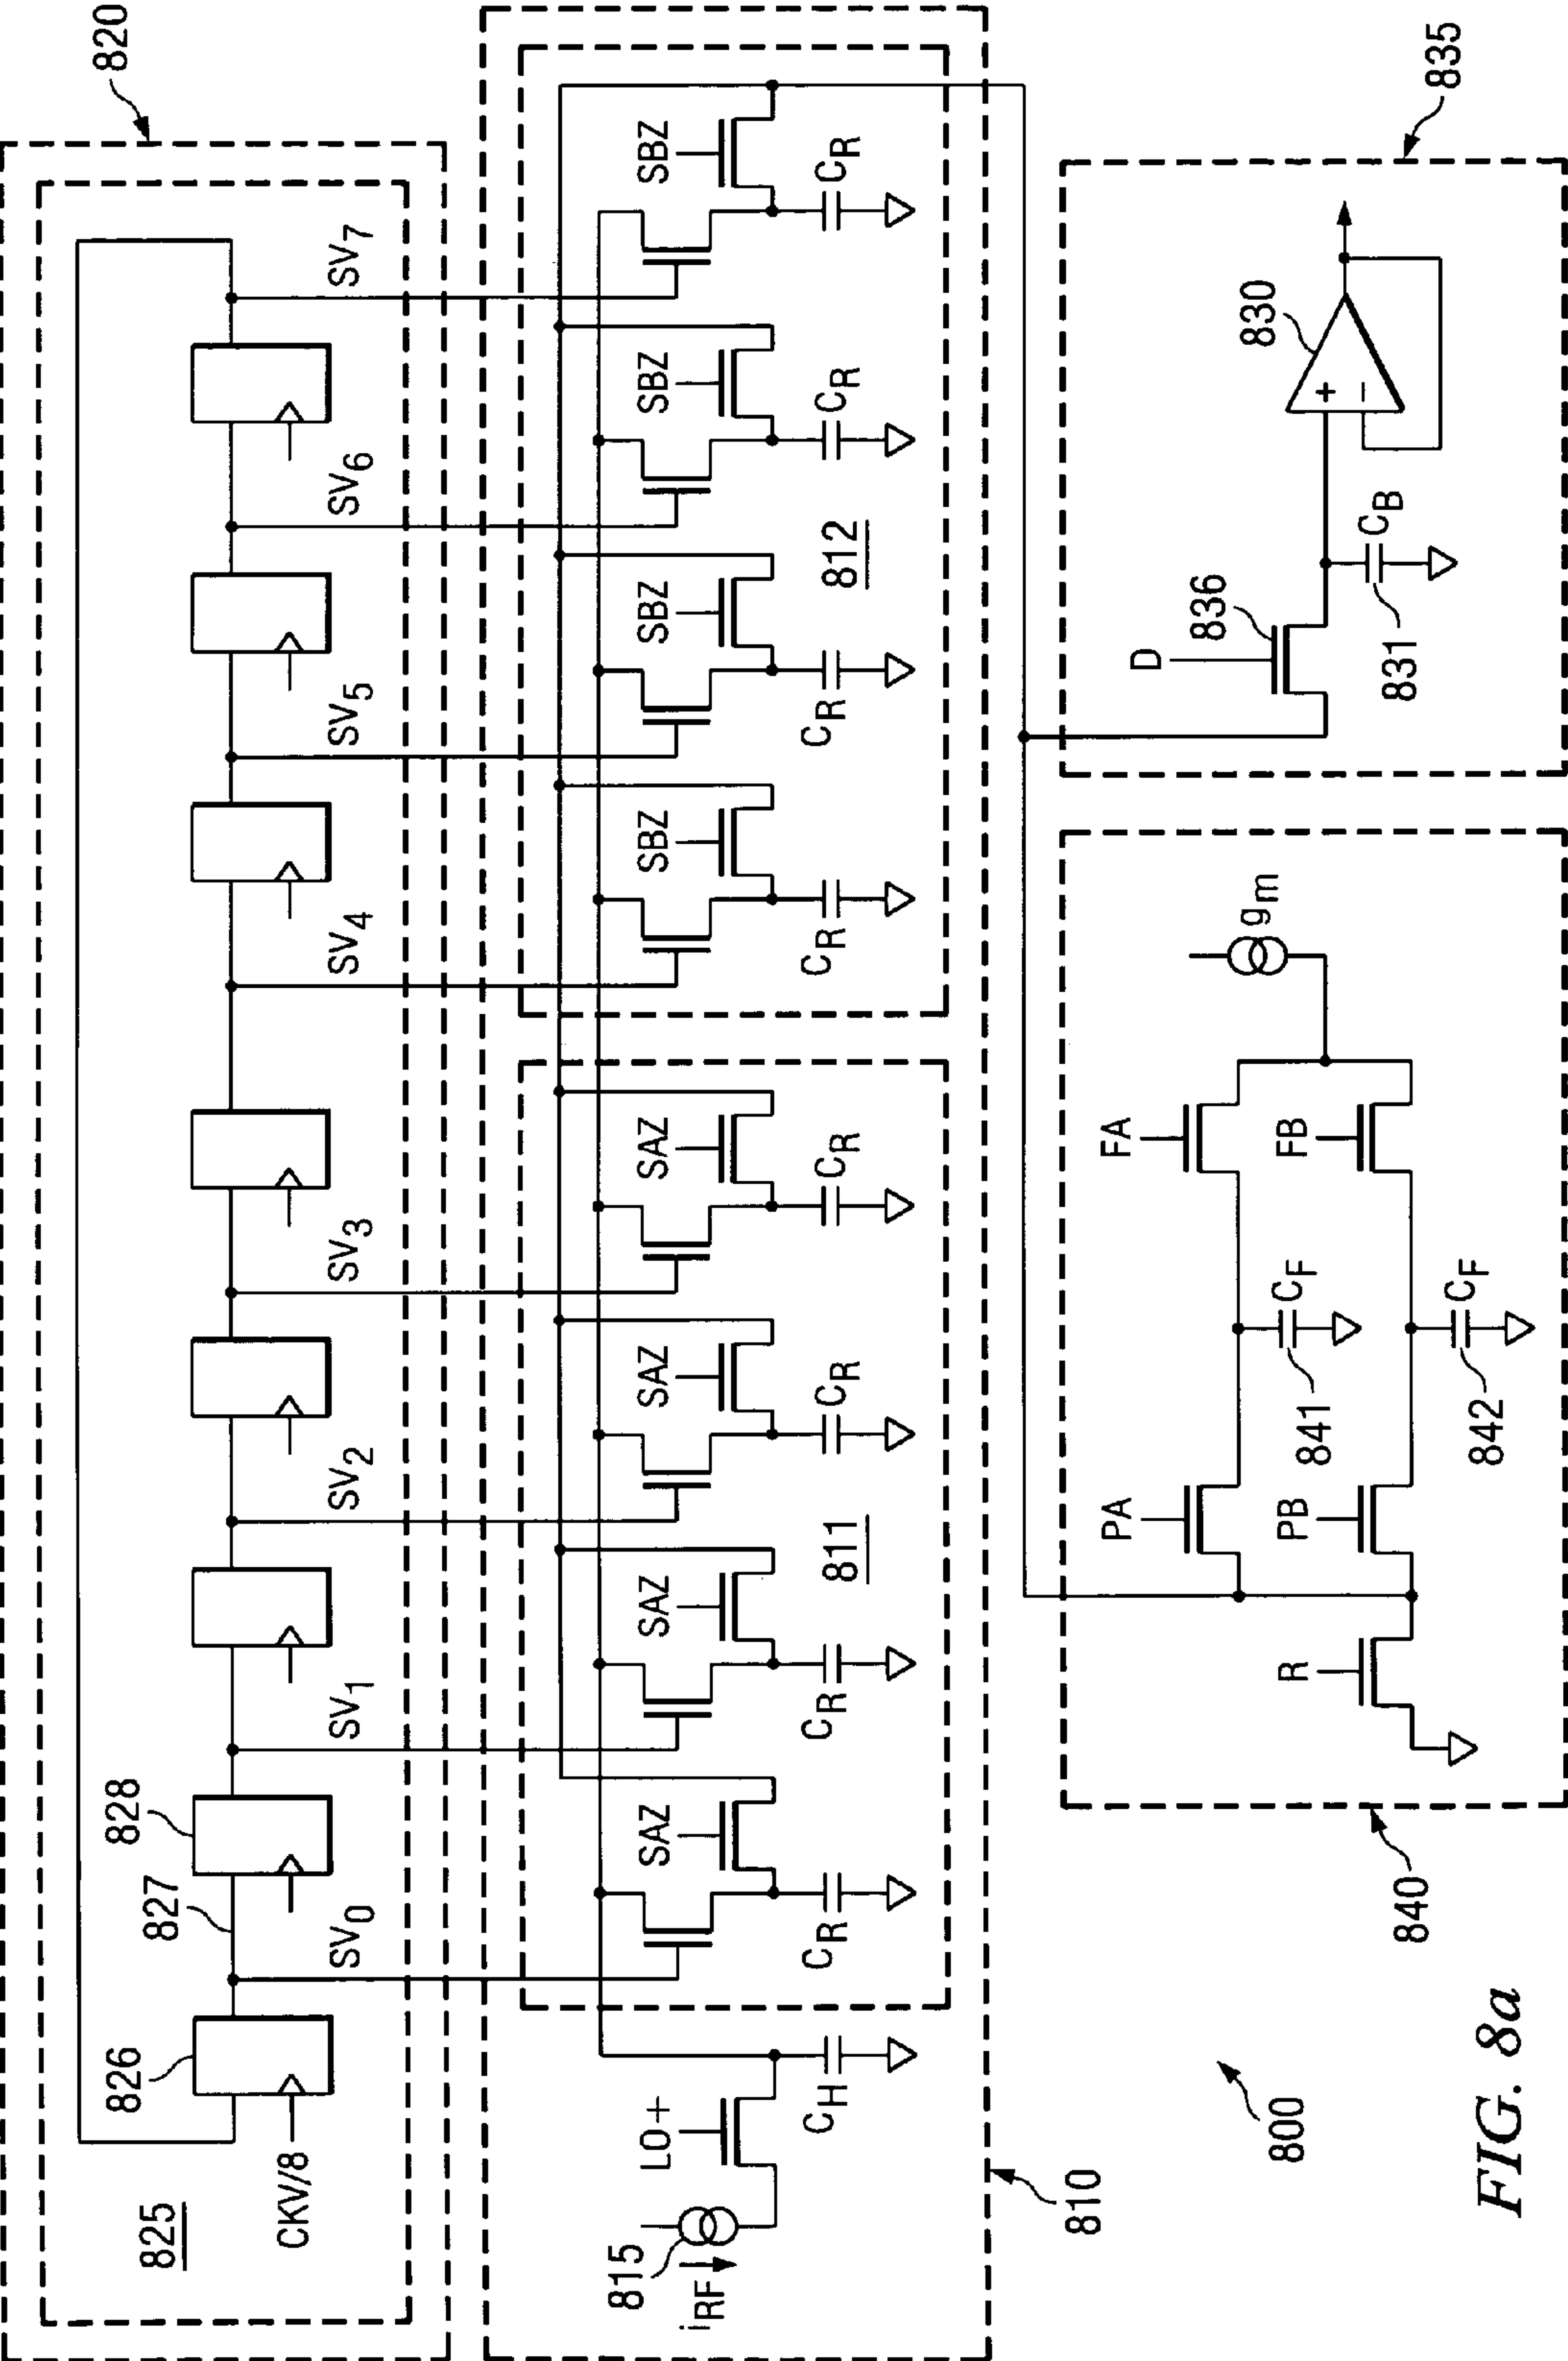 820
825
826
827
828
CKV/8
SV0
SV1
SV2
SV3
SV4
SV5
SV6
SV7
815
iRF
LO+
CH
SAZ
SAZ
SAZ
SAZ
SBZ
SBZ
SBZ
SBZ
CR
CR
811
CR
CR
CR
CR
812
CR
CR
810
PA
FA
R
PB
FB
gm
841
CF
842
CF
840
D
836
830
+
−
831
CB
835
800
FIG. 8a